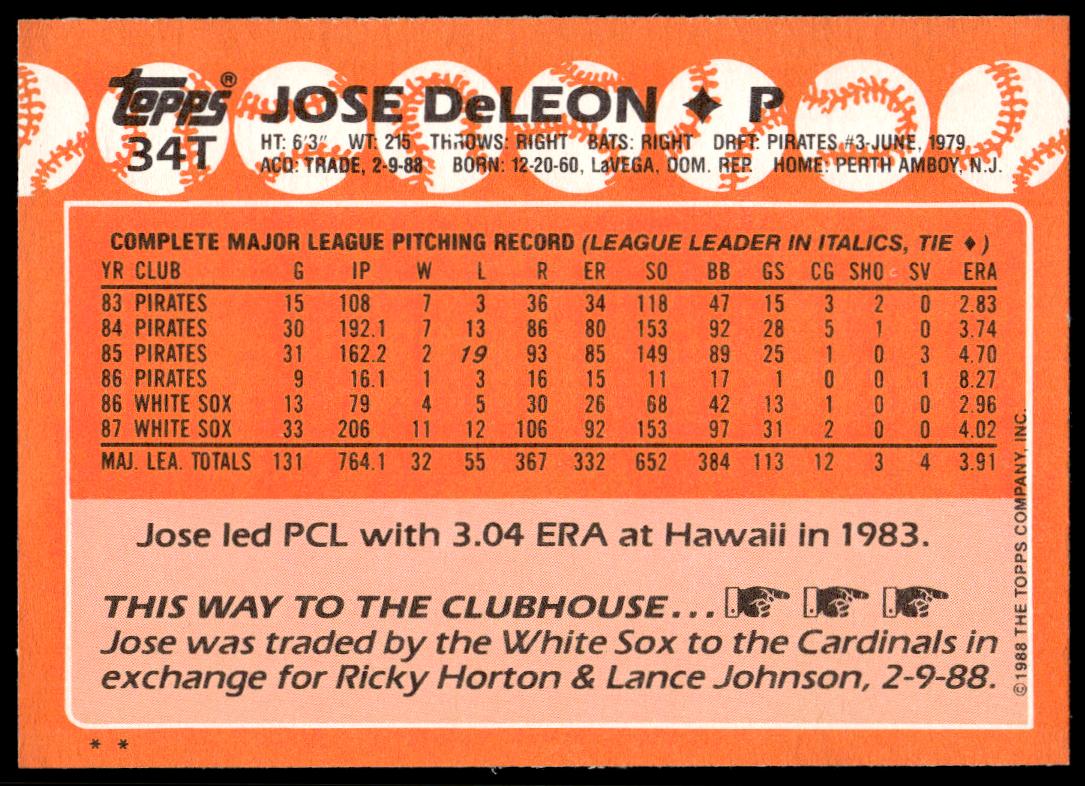 topps®
JOSE DeLEON ♦ P
34T
HT: 6'3" WT: 215 THROWS: RIGHT BATS: RIGHT DRFT: PIRATES #3-JUNE, 1979
ACQ: TRADE, 2-9-88 BORN: 12-20-60, LaVEGA, DOM. REP. HOME: PERTH AMBOY, N.J.
COMPLETE MAJOR LEAGUE PITCHING RECORD (LEAGUE LEADER IN ITALICS, TIE ♦)
YR CLUB G IP W L R ER SO BB GS CG SHO SV ERA
83 PIRATES 15 108 7 3 36 34 118 47 15 3 2 0 2.83
84 PIRATES 30 192.1 7 13 86 80 153 92 28 5 1 0 3.74
85 PIRATES 31 162.2 2 19 93 85 149 89 25 1 0 3 4.70
86 PIRATES 9 16.1 1 3 16 15 11 17 1 0 0 1 8.27
86 WHITE SOX 13 79 4 5 30 26 68 42 13 1 0 0 2.96
87 WHITE SOX 33 206 11 12 106 92 153 97 31 2 0 0 4.02
MAJ. LEA. TOTALS 131 764.1 32 55 367 332 652 384 113 12 3 4 3.91
Jose led PCL with 3.04 ERA at Hawaii in 1983.
THIS WAY TO THE CLUBHOUSE...
Jose was traded by the White Sox to the Cardinals in
exchange for Ricky Horton & Lance Johnson, 2-9-88.
©1988 THE TOPPS COMPANY, INC.
* *